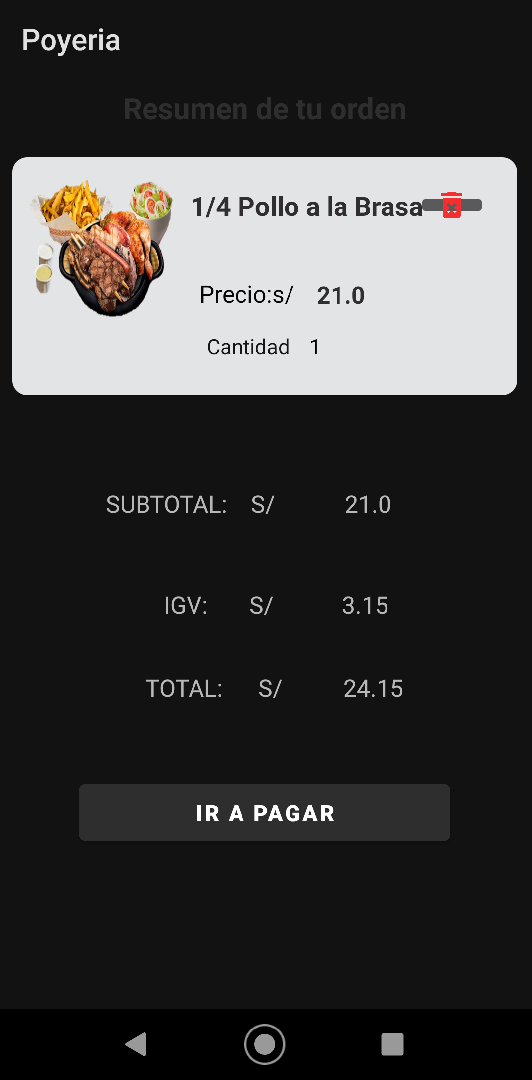 Poyeria
Resumen de tu orden
1/4 Pollo a la Brasa
Precio:s/ 21.0
Cantidad 1
SUBTOTAL: S/ 21.0
IGV: S/ 3.15
TOTAL: S/ 24.15
IR A PAGAR